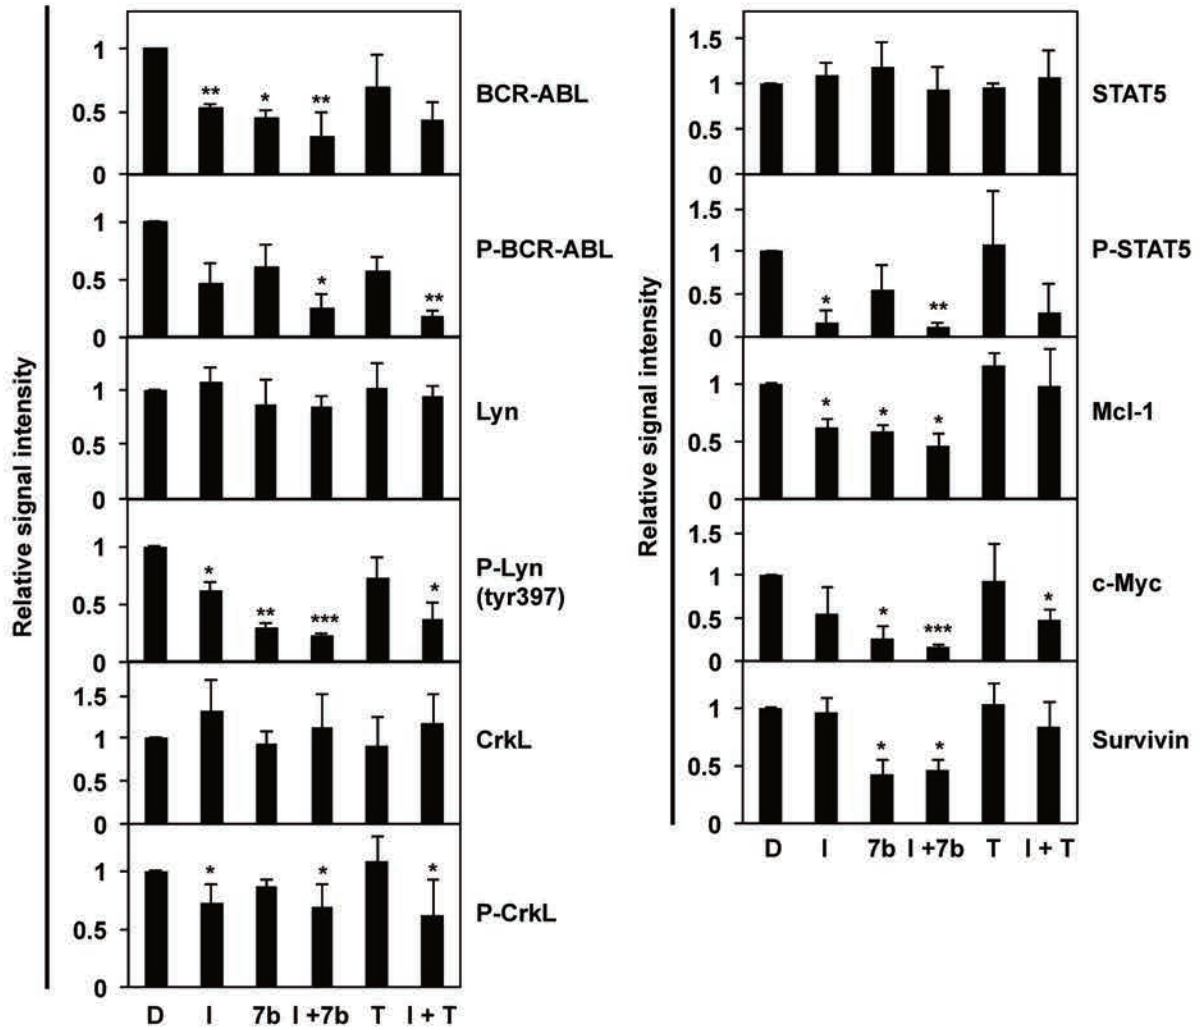 Relative signal intensity
1
0.5
0
** * **
BCR-ABL
1
0.5
0
* **
P-BCR-ABL
1
0.5
0
Lyn
1
0.5
0
* ** *** *
P-Lyn
(tyr397)
1.5
1
0.5
0
CrkL
1
0.5
0
* * *
P-CrkL
D I 7b I +7b T I + T
Relative signal intensity
1.5
1
0.5
0
STAT5
1.5
1
0.5
0
* **
P-STAT5
1
0.5
0
* * *
Mcl-1
1.5
1
0.5
0
* *** *
c-Myc
1
0.5
0
* *
Survivin
D I 7b I +7b T I + T